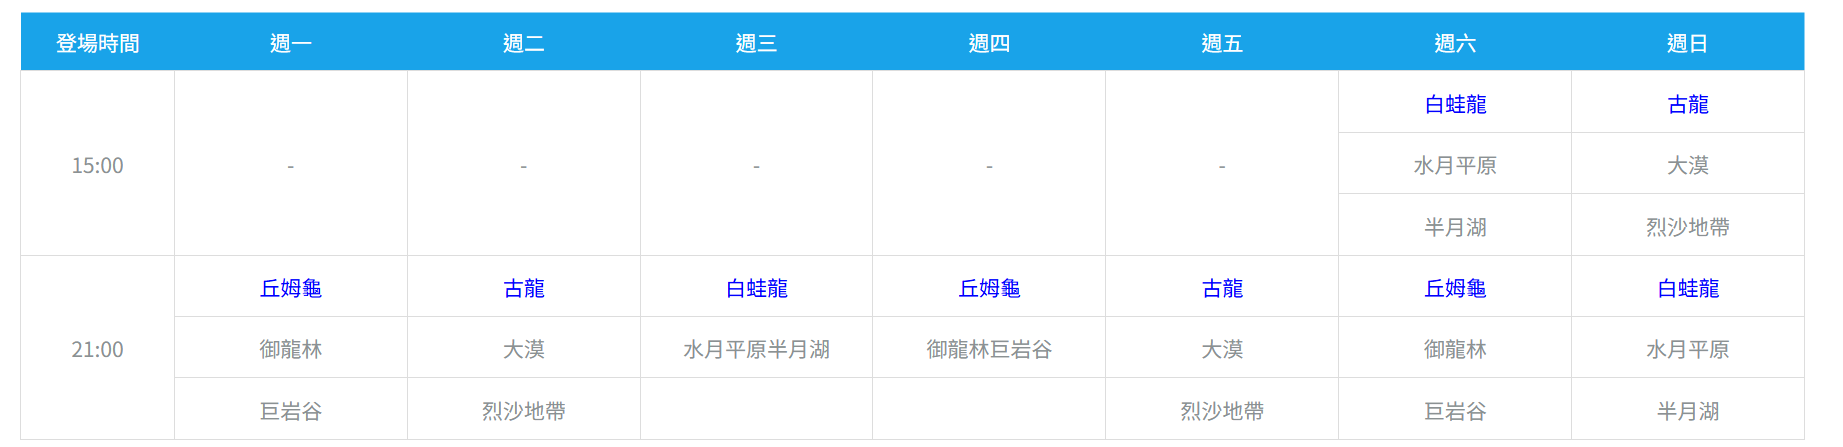 登場時間 週一 週二 週三 週四 週五 週六 週日
白蛙龍 古龍
15:00 - - - - - 水月平原 大漠
半月湖 烈沙地帶
丘姆龜 古龍 白蛙龍 丘姆龜 古龍 丘姆龜 白蛙龍
21:00 御龍林 大漠 水月平原半月湖 御龍林巨岩谷 大漠 御龍林 水月平原
巨岩谷 烈沙地帶 烈沙地帶 巨岩谷 半月湖